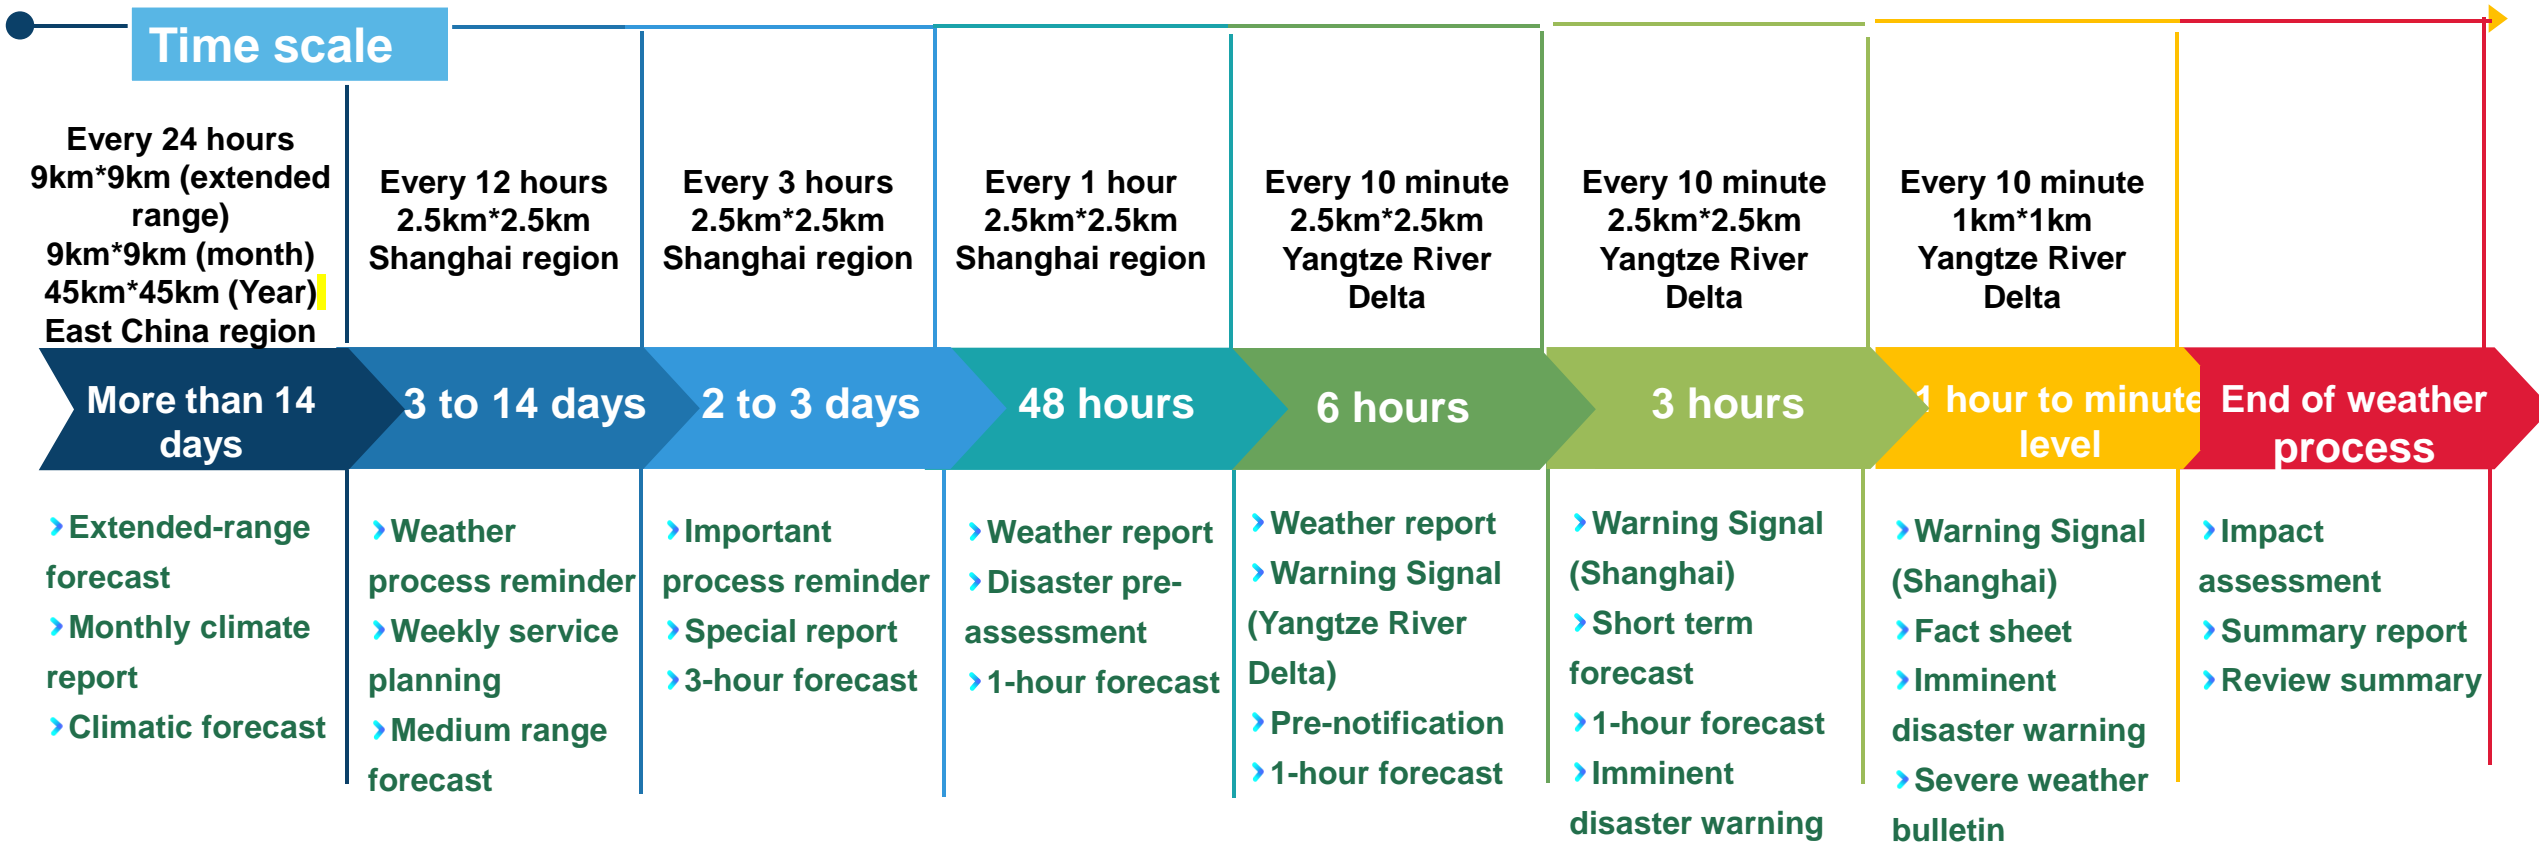 Time scale
Every 24 hours
9km*9km (extended
range)
9km*9km (month)
45km*45km (Year)
East China region
Every 12 hours
2.5km*2.5km
Shanghai region
Every 3 hours
2.5km*2.5km
Shanghai region
Every 1 hour
2.5km*2.5km
Shanghai region
Every 10 minute
2.5km*2.5km
Yangtze River
Delta
Every 10 minute
2.5km*2.5km
Yangtze River
Delta
Every 10 minute
1km*1km
Yangtze River
Delta
More than 14
days
3 to 14 days
2 to 3 days
48 hours
6 hours
3 hours
1 hour to minute
level
End of weather
process
Extended-range
forecast
Monthly climate
report
Climatic forecast
Weather
process reminder
Weekly service
planning
Medium range
forecast
Important
process reminder
Special report
3-hour forecast
Weather report
Disaster pre-
assessment
1-hour forecast
Weather report
Warning Signal
(Yangtze River
Delta)
Pre-notification
1-hour forecast
Warning Signal
(Shanghai)
Short term
forecast
1-hour forecast
Imminent
disaster warning
Warning Signal
(Shanghai)
Fact sheet
Imminent
disaster warning
Severe weather
bulletin
Impact
assessment
Summary report
Review summary